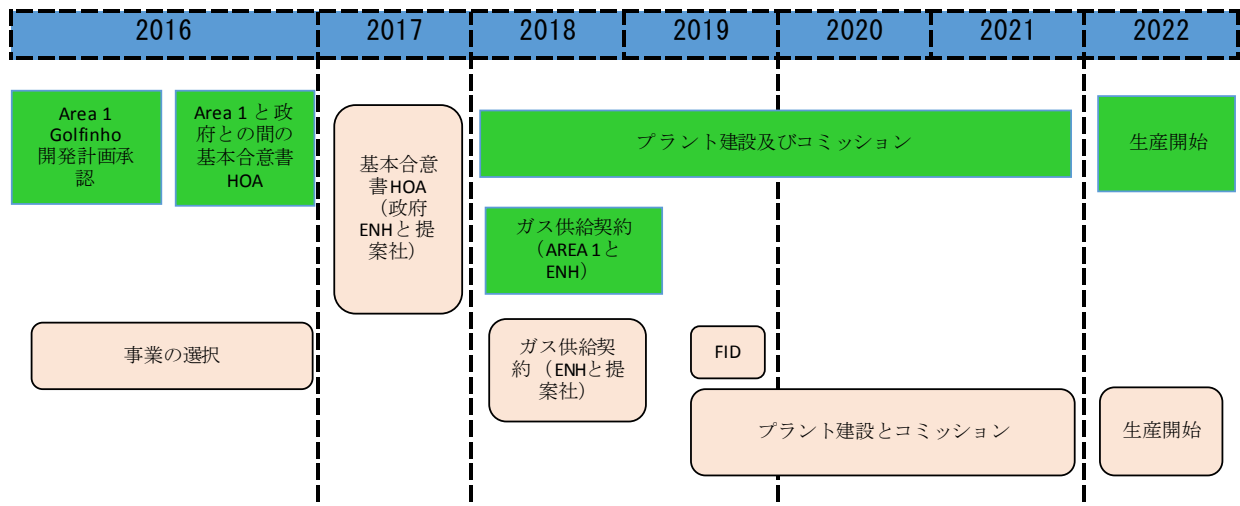 2016 2017 2018 2019 2020 2021 2022
Area 1
Golfinho
開発計画承
認
Area 1 と政
府との間の
基本合意書
HOA
基本合意
書HOA
（政府
ENHと提
案社）
プラント建設及びコミッション
生産開始
ガス供給契約
（AREA 1と
ENH）
事業の選択
ガス供給契
約（ENHと提
案社）
FID
プラント建設とコミッション
生産開始